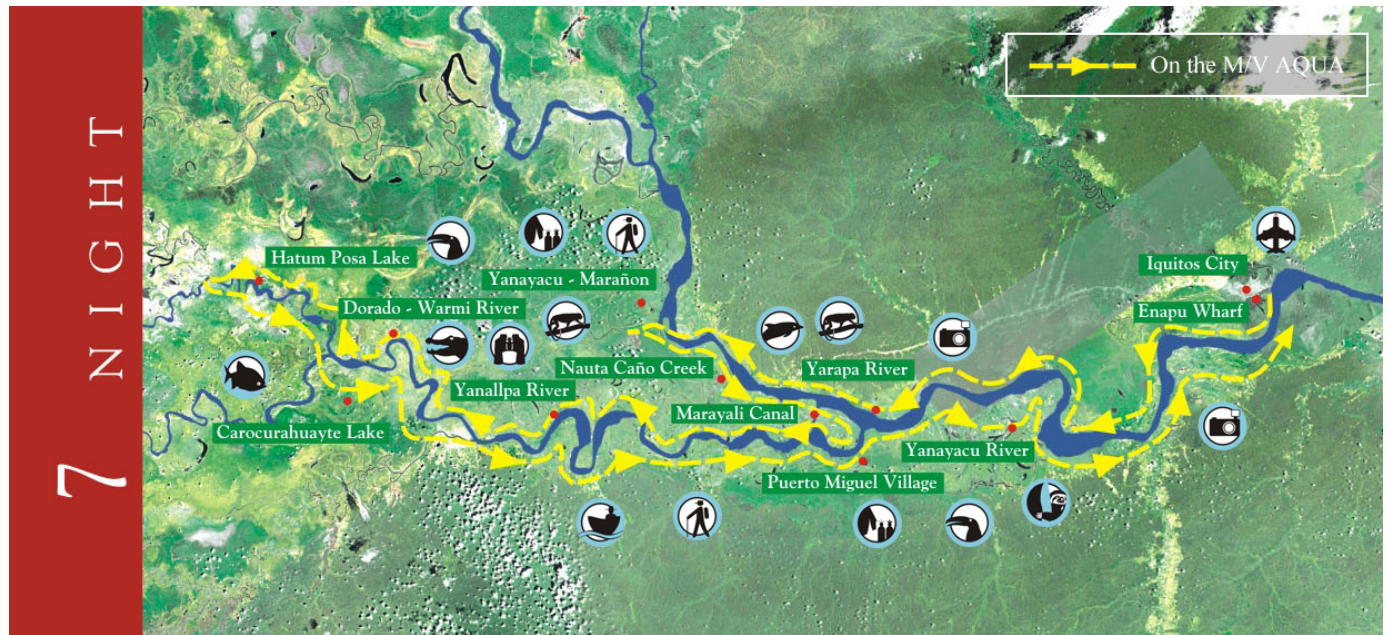 7 NIGHT
On the M/V AQUA
Hatum Posa Lake
Yanayacu - Marañon
Iquitos City
Dorado - Warmi River
Enapu Wharf
Nauta Caño Creek
Yarapa River
Yanallpa River
Marayali Canal
Carocurahuayte Lake
Yanayacu River
Puerto Miguel Village